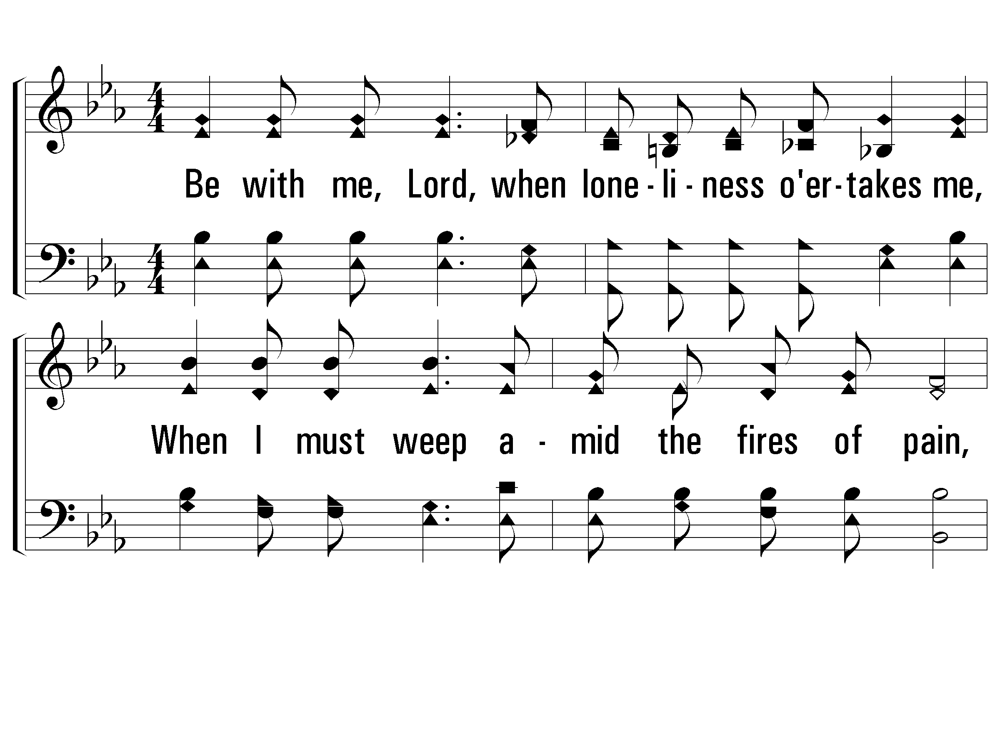 Be with me, Lord, when lone - li - ness o'er-takes me,
When I must weep a - mid the fires of pain,